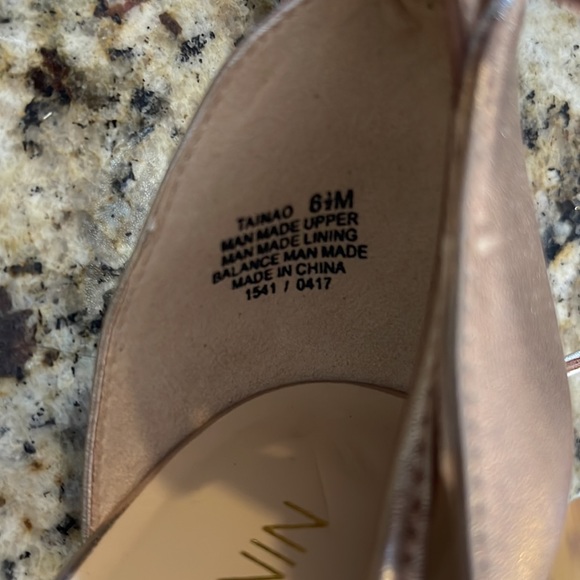 TAINAO 6½M
MAN MADE UPPER
MAN MADE LINING
BALANCE MAN MADE
MADE IN CHINA
1541 / 0417